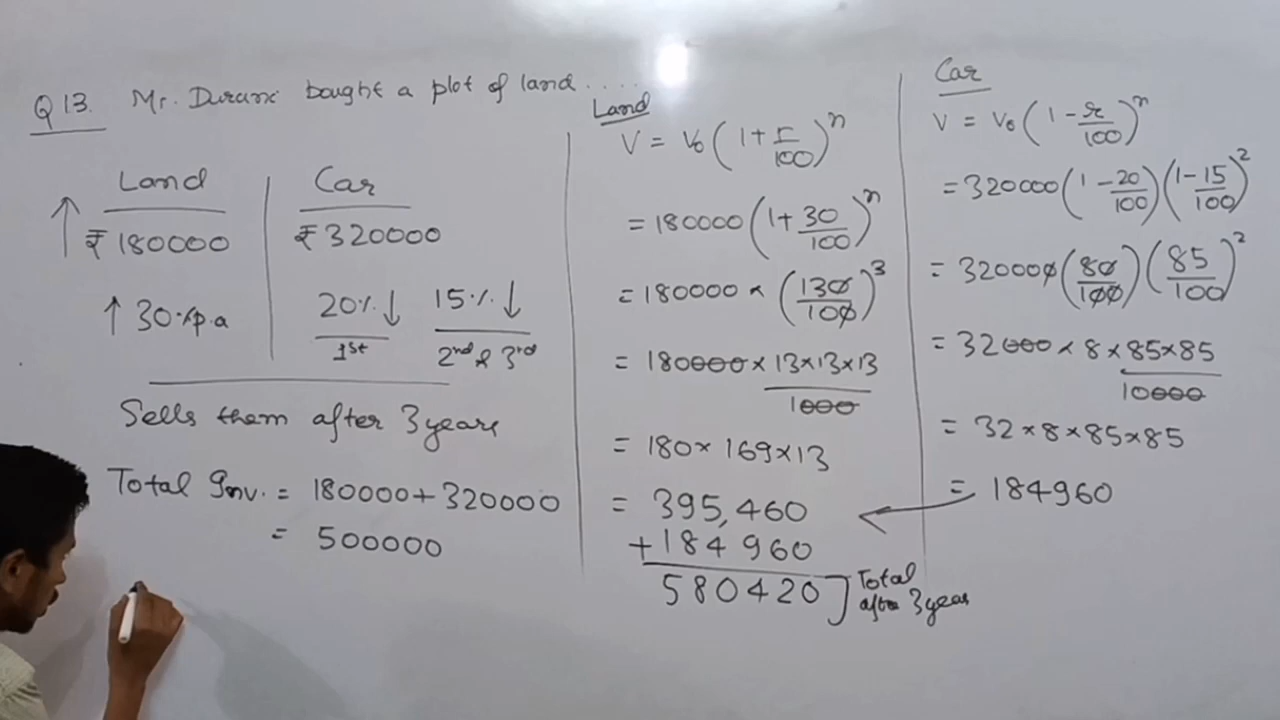 Q 13. Mr. Durani bought a plot of land.....
Land | Car
↑ ₹ 180000 | ₹ 320000
↑ 30%p.a | 20% ↓ 15% ↓
1st 2nd & 3rd
Sells them after 3 years
Total Inv. = 180000 + 320000
= 500000
Land
V = V₀ (1 + r/100)ⁿ
= 180000 (1 + 30/100)ⁿ
= 180000 × (130/100)³
= 180000 × 13×13×13/1000
= 180 × 169 × 13
= 395,460
+ 184960
580420] Total after 3 year
Car
V = V₀ (1 - r/100)ⁿ
= 320000 (1 - 20/100) (1 - 15/100)²
= 320000 (80/100) (85/100)²
= 32000 × 8 × 85×85/10000
= 32 × 8 × 85 × 85
= 184960